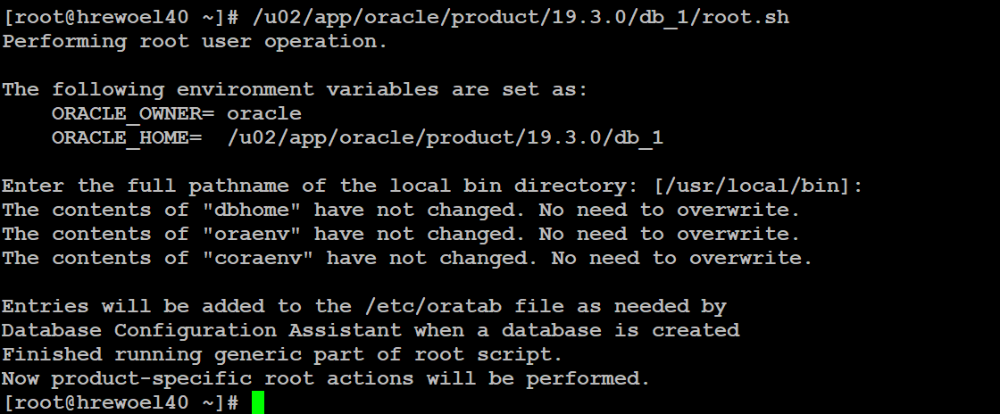 [root@hrewoel40 ~]# /u02/app/oracle/product/19.3.0/db_1/root.sh
Performing root user operation.

The following environment variables are set as:
    ORACLE_OWNER= oracle
    ORACLE_HOME=  /u02/app/oracle/product/19.3.0/db_1

Enter the full pathname of the local bin directory: [/usr/local/bin]:
The contents of "dbhome" have not changed. No need to overwrite.
The contents of "oraenv" have not changed. No need to overwrite.
The contents of "coraenv" have not changed. No need to overwrite.

Entries will be added to the /etc/oratab file as needed by
Database Configuration Assistant when a database is created
Finished running generic part of root script.
Now product-specific root actions will be performed.
[root@hrewoel40 ~]#